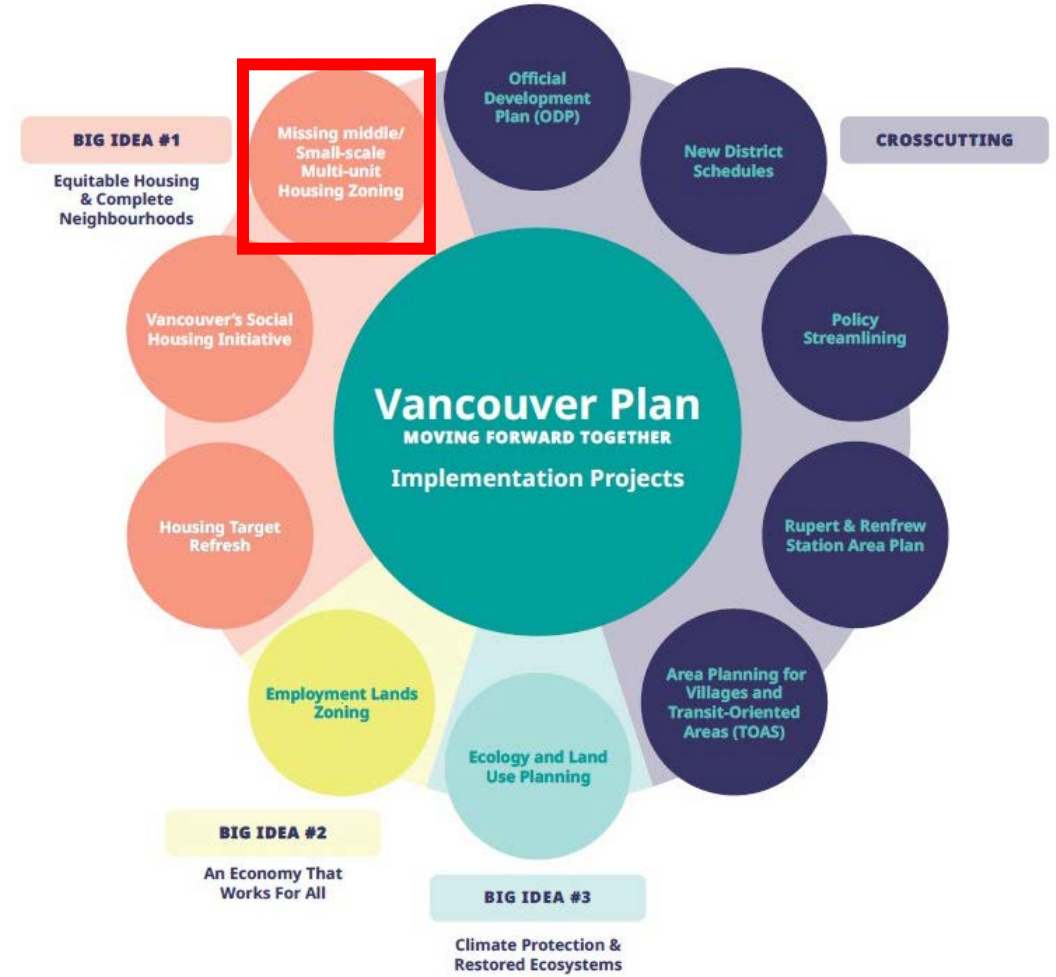 BIG IDEA #1
Equitable Housing
& Complete
Neighbourhoods
Missing middle/
Small-scale
Multi-unit
Housing Zoning
Official
Development
Plan (ODP)
New District
Schedules
CROSSCUTTING
Vancouver's Social
Housing Initiative
Policy
Streamlining
Vancouver Plan
MOVING FORWARD TOGETHER
Implementation Projects
Housing Target
Refresh
Rupert & Renfrew
Station Area Plan
Employment Lands
Zoning
Ecology and Land
Use Planning
Area Planning for
Villages and
Transit-Oriented
Areas (TOAS)
BIG IDEA #2
An Economy That
Works For All
BIG IDEA #3
Climate Protection &
Restored Ecosystems